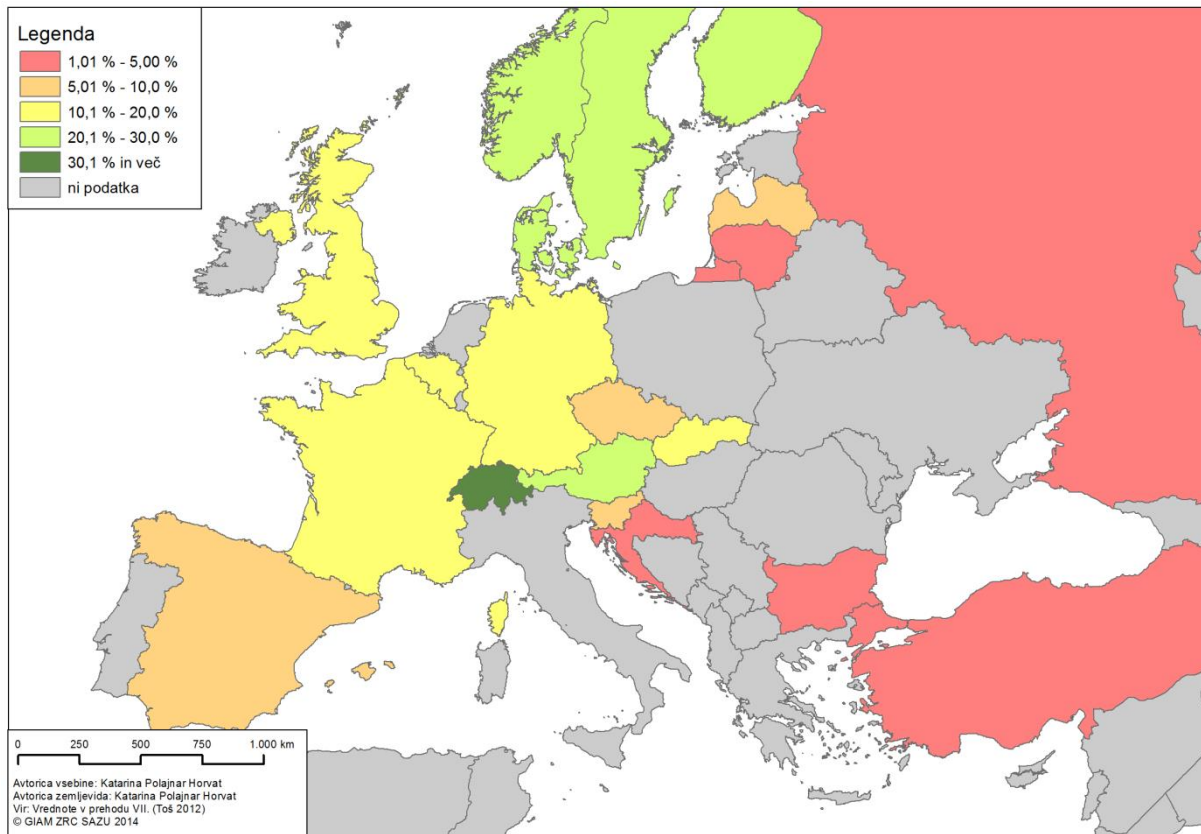 Legenda
1,01 % - 5,00 %
5,01 % - 10,0 %
10,1 % - 20,0 %
20,1 % - 30,0 %
30,1 % in več
ni podatka
0 250 500 750 1.000 km
Avtorica vsebine: Katarina Polajnar Horvat
Avtorica zemljevida: Katarina Polajnar Horvat
Vir: Vrednote v prehodu VII. (Toš 2012)
© GIAM ZRC SAZU 2014